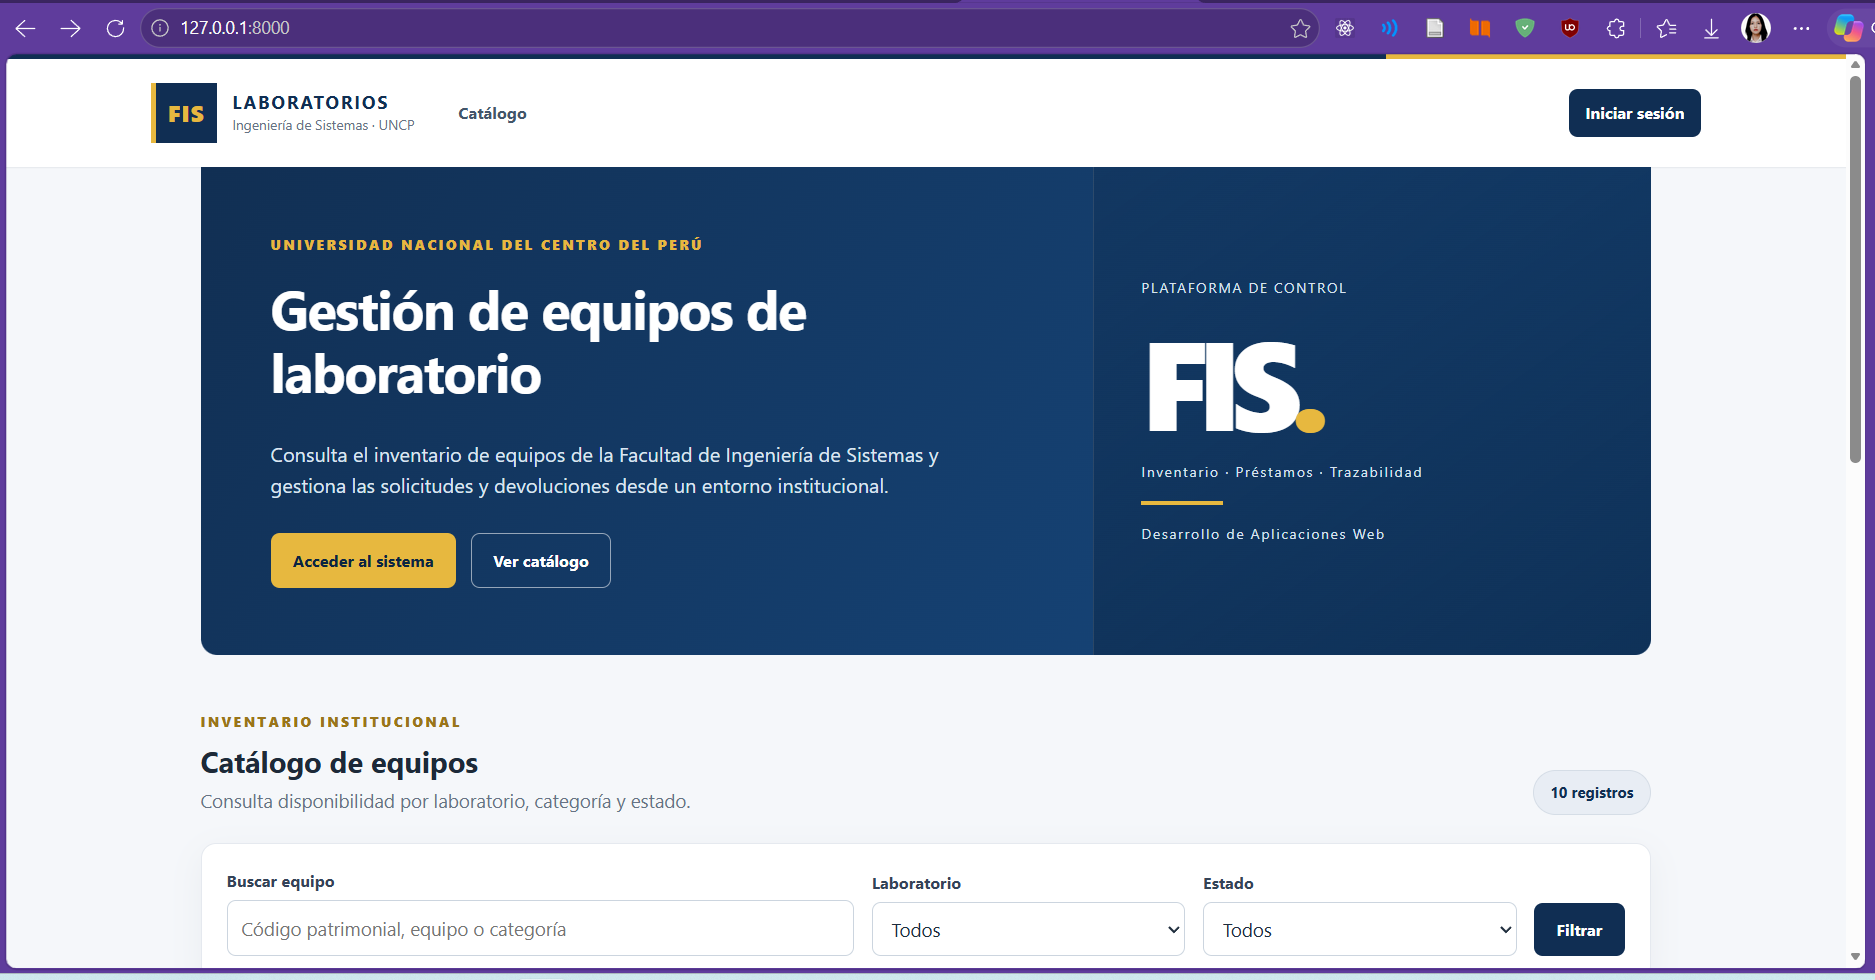 127.0.0.1:8000
FIS
LABORATORIOS
Ingeniería de Sistemas · UNCP
Catálogo
Iniciar sesión
UNIVERSIDAD NACIONAL DEL CENTRO DEL PERÚ
Gestión de equipos de
laboratorio
Consulta el inventario de equipos de la Facultad de Ingeniería de Sistemas y
gestiona las solicitudes y devoluciones desde un entorno institucional.
Acceder al sistema
Ver catálogo
PLATAFORMA DE CONTROL
FIS.
Inventario · Préstamos · Trazabilidad
Desarrollo de Aplicaciones Web
INVENTARIO INSTITUCIONAL
Catálogo de equipos
Consulta disponibilidad por laboratorio, categoría y estado.
10 registros
Buscar equipo
Código patrimonial, equipo o categoría
Laboratorio
Todos
Estado
Todos
Filtrar